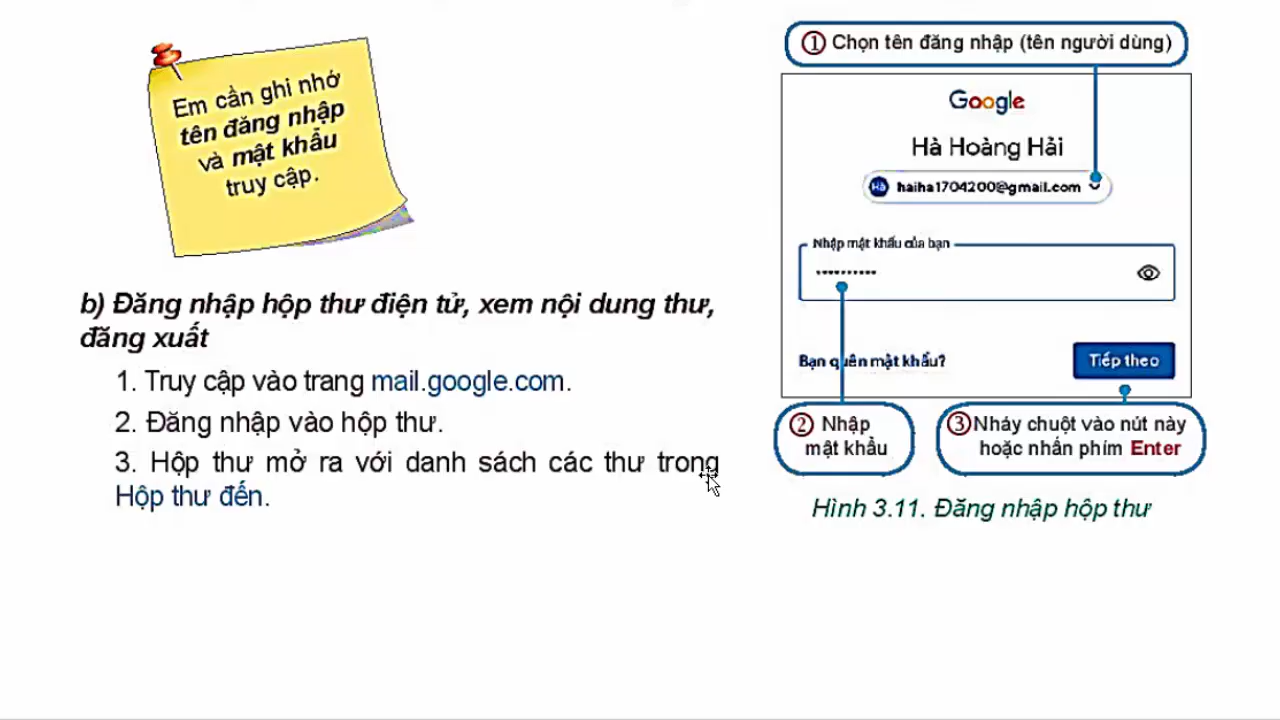 Em cần ghi nhớ
tên đăng nhập
và mật khẩu
truy cập.
b) Đăng nhập hộp thư điện tử, xem nội dung thư,
đăng xuất
1. Truy cập vào trang mail.google.com.
2. Đăng nhập vào hộp thư.
3. Hộp thư mở ra với danh sách các thư trong
Hộp thư đến.
① Chọn tên đăng nhập (tên người dùng)
Google
Hà Hoàng Hải
Hà haiha1704200@gmail.com
Nhập mật khẩu của bạn
••••••••••
Bạn quên mật khẩu?
Tiếp theo
② Nhập
mật khẩu
③ Nháy chuột vào nút này
hoặc nhấn phím Enter
Hình 3.11. Đăng nhập hộp thư